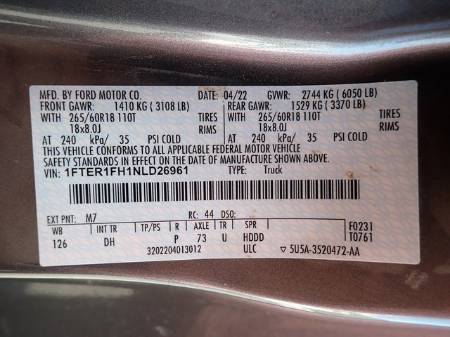 MFD. BY FORD MOTOR CO. DATE: 04/22 GVWR: 2744 KG ( 6050 LB)
FRONT GAWR: 1410 KG ( 3108 LB) REAR GAWR: 1529 KG ( 3370 LB)
WITH 265/60R18 110T TIRES WITH 265/60R18 110T TIRES
18x8.0J RIMS 18x8.0J RIMS
AT 240 kPa/ 35 PSI COLD AT 240 kPa/ 35 PSI COLD
THIS VEHICLE CONFORMS TO ALL APPLICABLE FEDERAL MOTOR VEHICLE
SAFETY STANDARDS IN EFFECT ON THE DATE OF MANUFACTURE SHOWN ABOVE.
VIN: 1FTER1FH1NLD26961 TYPE: Truck
EXT PNT: M7 RC: 44 DSO: F0231
WB INT TR TP/PS R AXLE TR SPR T0761
126 DH P 73 U HDDD
3202204013012 ULC ▽ 5U5A-3520472-AA